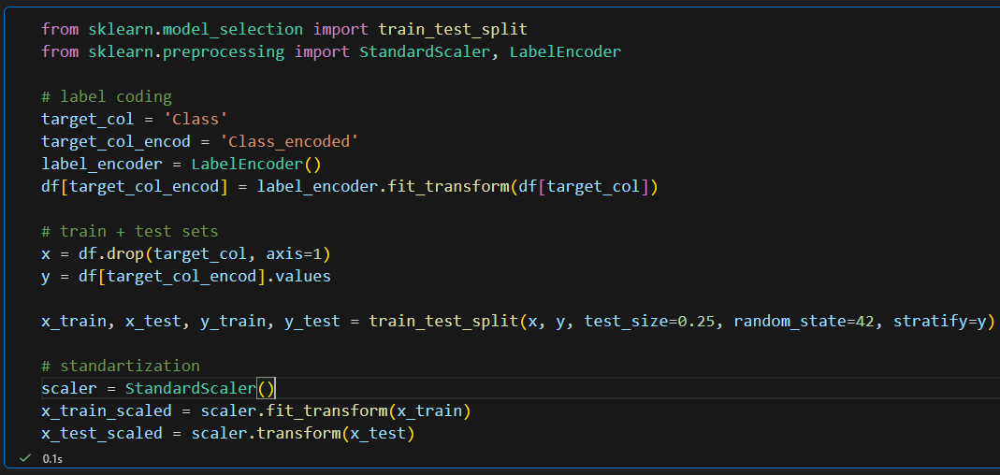 from sklearn.model_selection import train_test_split
from sklearn.preprocessing import StandardScaler, LabelEncoder
# label coding
target_col = 'Class'
target_col_encod = 'Class_encoded'
label_encoder = LabelEncoder()
df[target_col_encod] = label_encoder.fit_transform(df[target_col])
# train + test sets
x = df.drop(target_col, axis=1)
y = df[target_col_encod].values
x_train, x_test, y_train, y_test = train_test_split(x, y, test_size=0.25, random_state=42, stratify=y)
# standartization
scaler = StandardScaler()
x_train_scaled = scaler.fit_transform(x_train)
x_test_scaled = scaler.transform(x_test)
0.1s